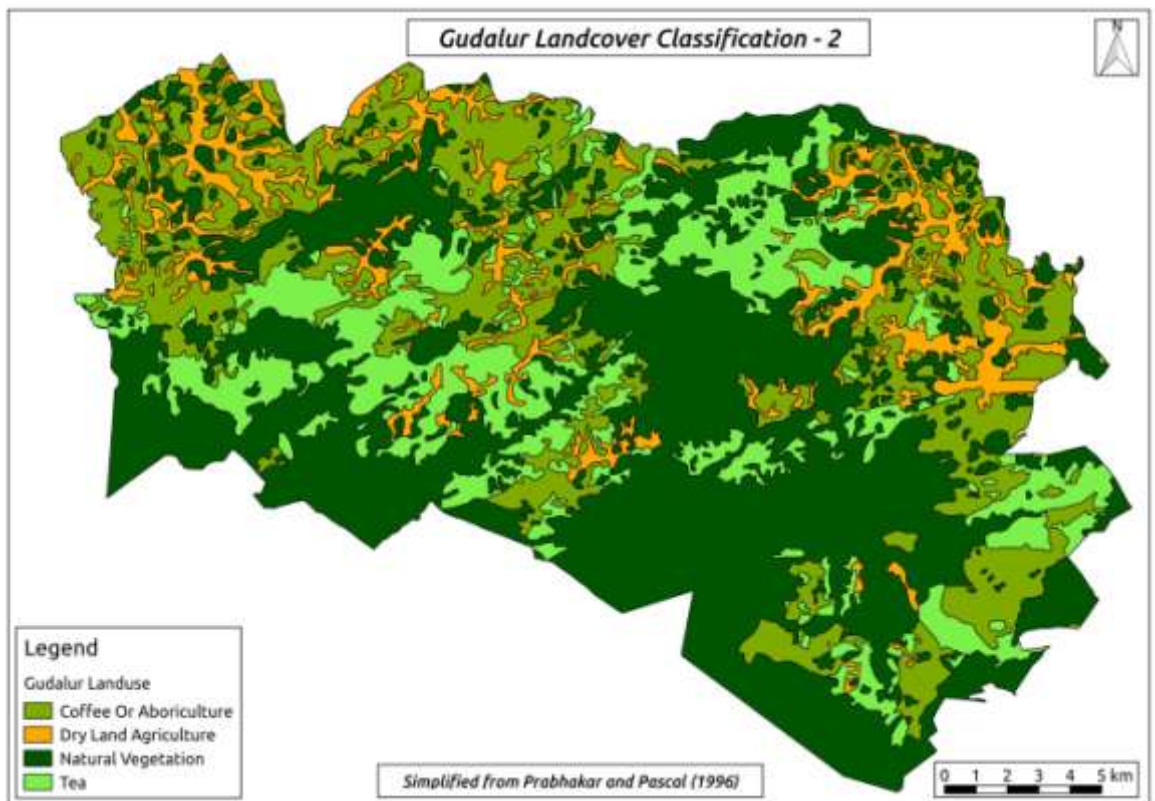 Gudalur Landcover Classification - 2
N
Legend
Gudalur Landuse
Coffee Or Aboriculture
Dry Land Agriculture
Natural Vegetation
Tea
Simplified from Prabhakar and Pascal (1996)
0 1 2 3 4 5 km